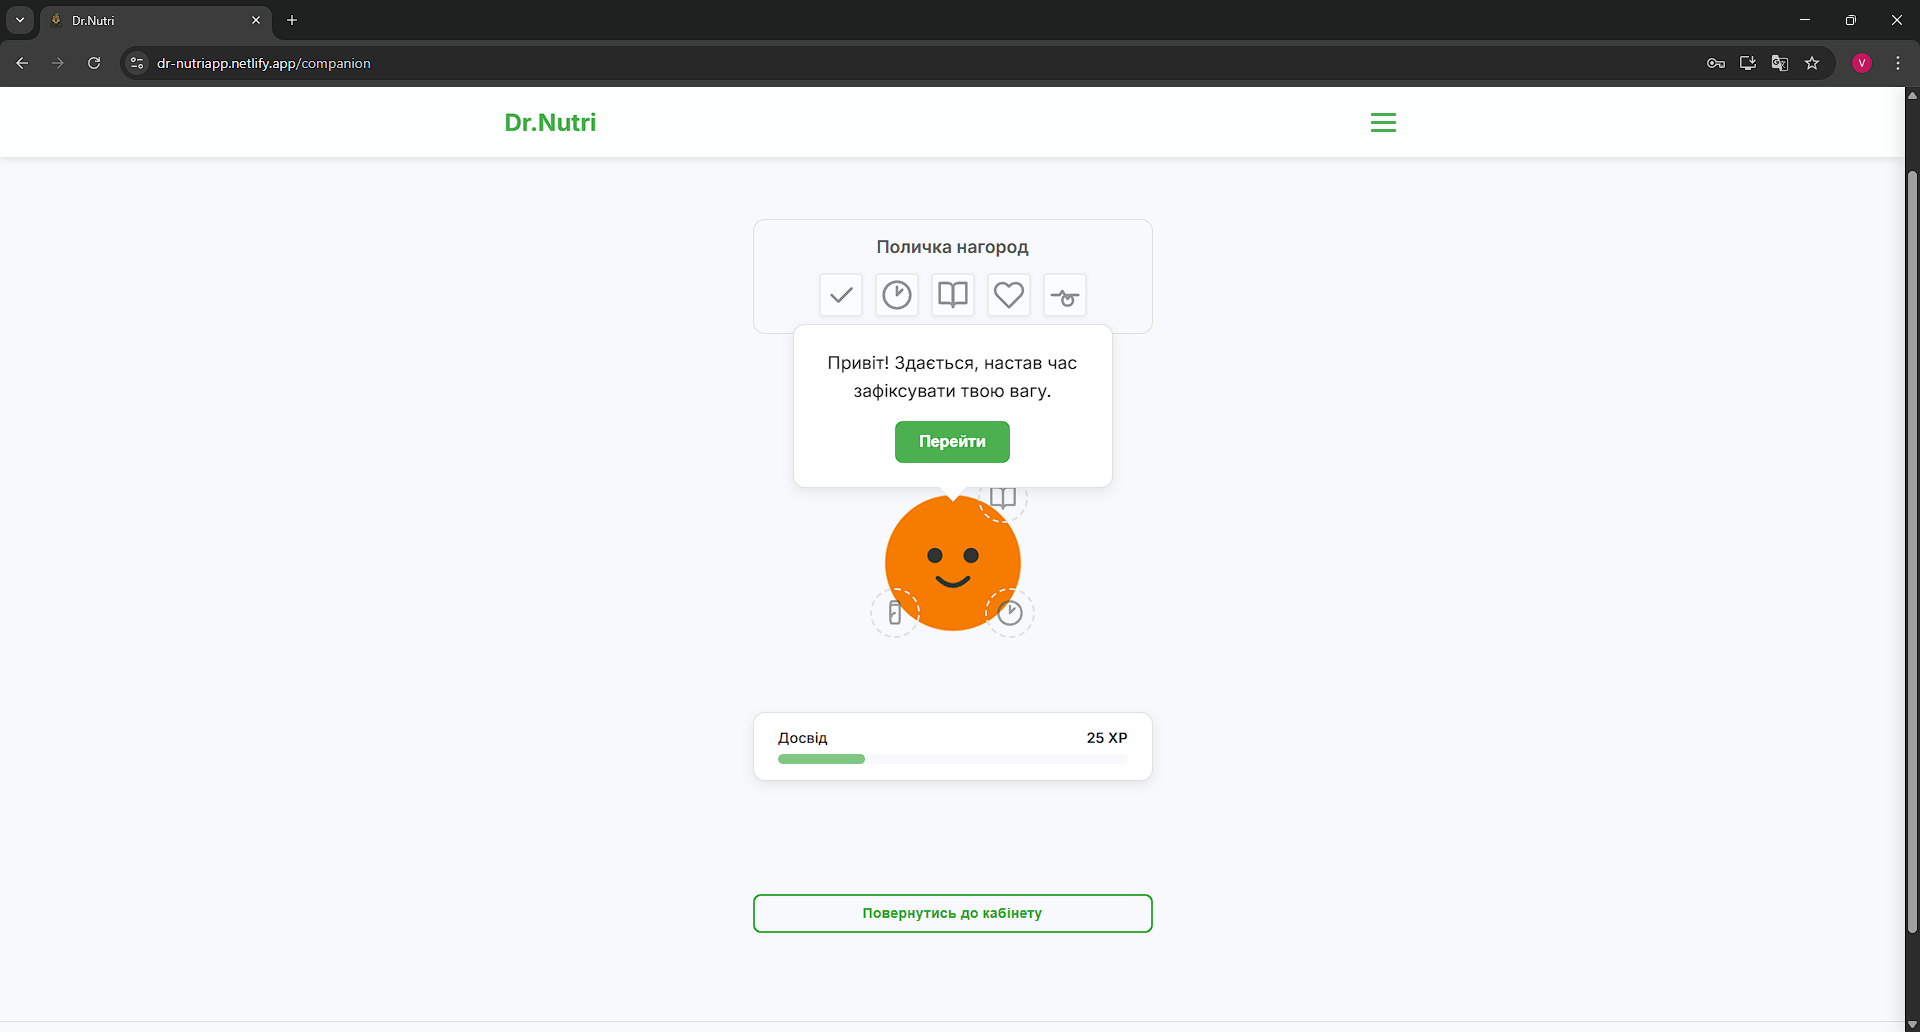 Dr.Nutri
dr-nutriapp.netlify.app/companion
V
Dr.Nutri
Поличка нагород
Привіт! Здається, настав час
зафіксувати твою вагу.
Перейти
Досвід
25 XP
Повернутись до кабінету